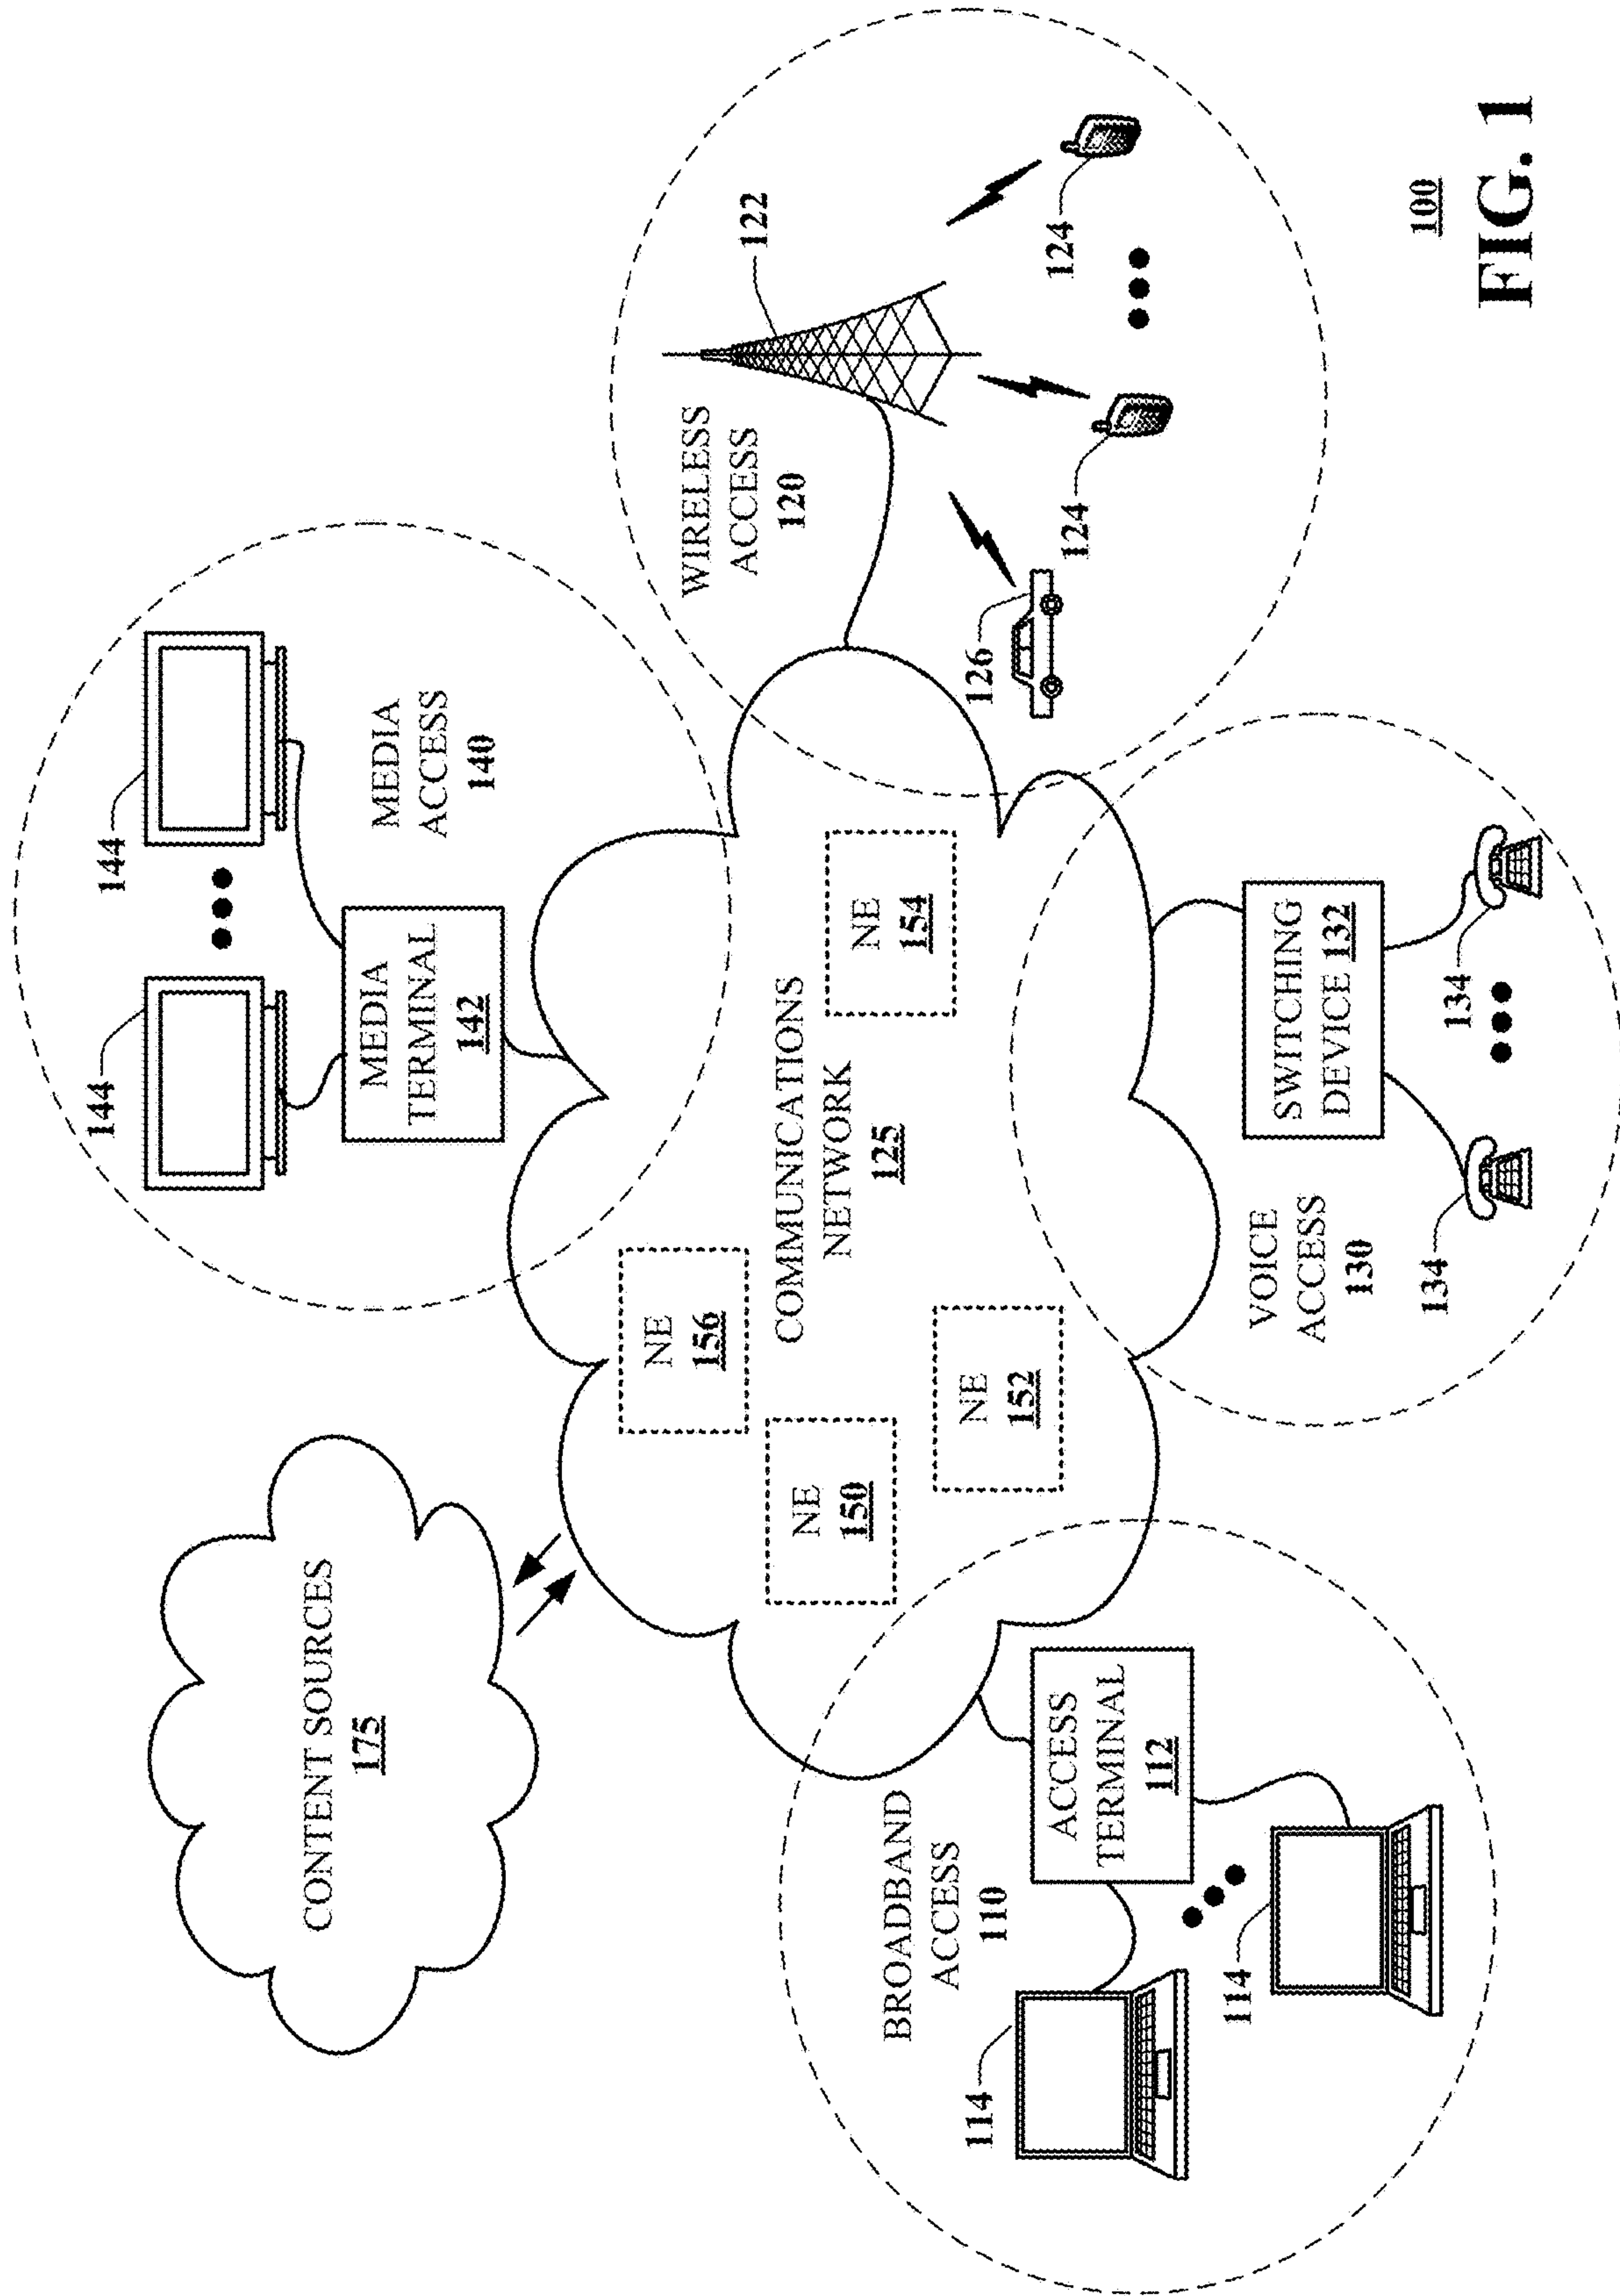 CONTENT SOURCES
175
144
144
MEDIA
TERMINAL
142
MEDIA
ACCESS
140
NE
156
NE
150
NE
152
NE
154
COMMUNICATIONS
NETWORK
125
WIRELESS
ACCESS
120
122
126
124
124
BROADBAND
ACCESS
110
ACCESS
TERMINAL
112
114
114
VOICE
ACCESS
130
SWITCHING
DEVICE 132
134
134
100
FIG. 1